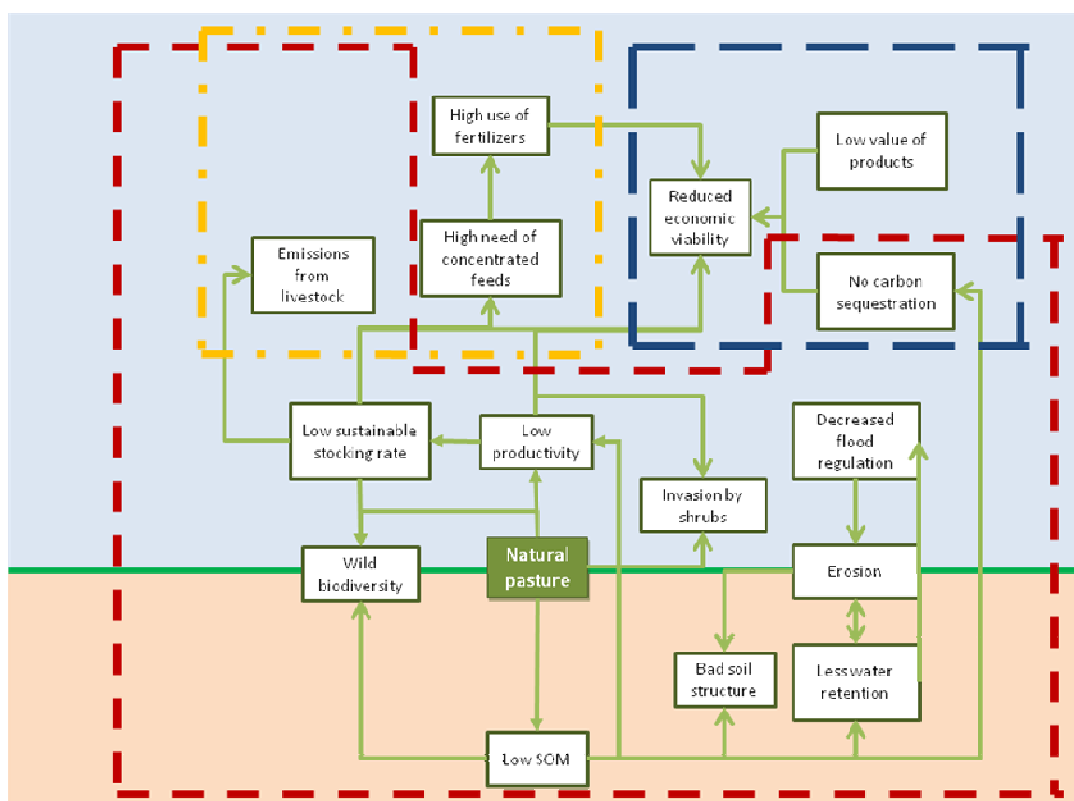 High use of
fertilizers
Low value of
products
Reduced
economic
viability
High need of
concentrated
feeds
Emissions
from
livestock
No carbon
sequestration
Low sustainable
stocking rate
Low
productivity
Decreased
flood
regulation
Invasion by
shrubs
Natural
pasture
Wild
biodiversity
Erosion
Bad soil
structure
Less water
retention
Low SOM